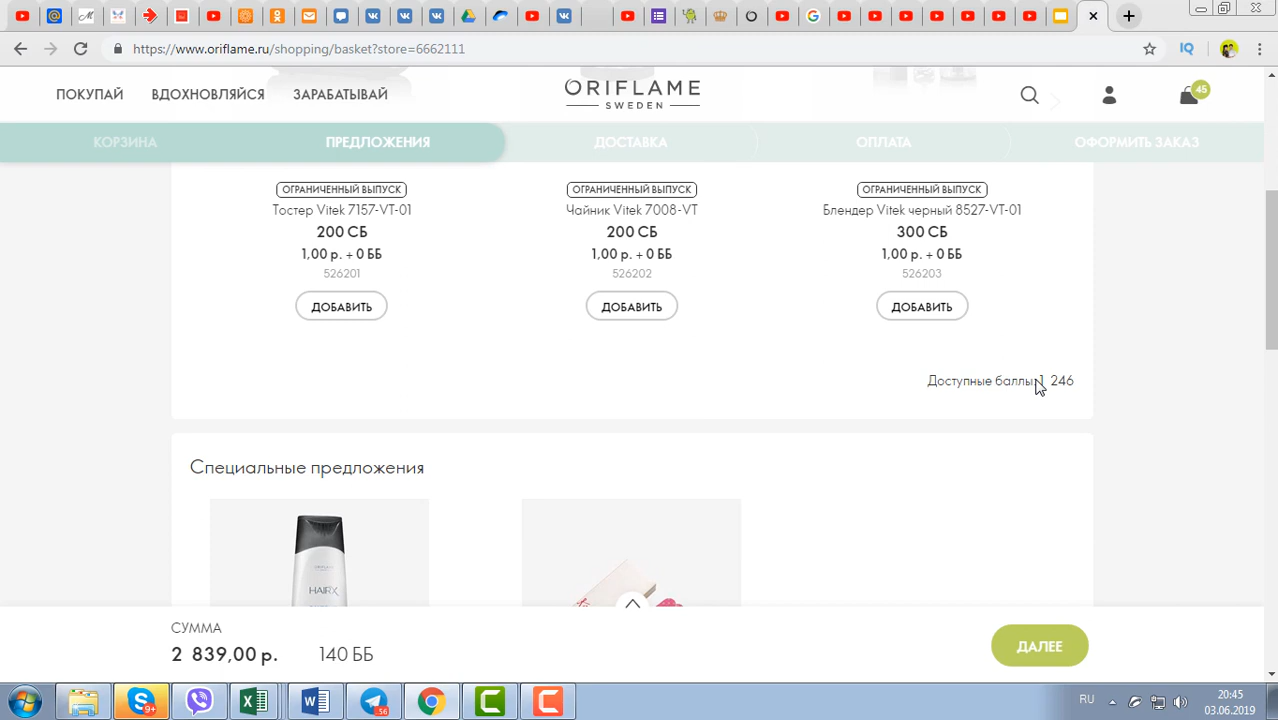 https://www.oriflame.ru/shopping/basket?store=6662111
IQ
ПОКУПАЙ ВДОХНОВЛЯЙСЯ ЗАРАБАТЫВАЙ
ORIFLAME
SWEDEN
45
КОРЗИНА ПРЕДЛОЖЕНИЯ ДОСТАВКА ОПЛАТА ОФОРМИТЬ ЗАКАЗ
ОГРАНИЧЕННЫЙ ВЫПУСК ОГРАНИЧЕННЫЙ ВЫПУСК ОГРАНИЧЕННЫЙ ВЫПУСК
Тостер Vitek 7157-VT-01 Чайник Vitek 7008-VT Блендер Vitek черный 8527-VT-01
200 СБ 200 СБ 300 СБ
1,00 р. + 0 ББ 1,00 р. + 0 ББ 1,00 р. + 0 ББ
526201 526202 526203
ДОБАВИТЬ ДОБАВИТЬ ДОБАВИТЬ
Доступные баллы: 1 246
Специальные предложения
HAIRX
СУММА
2 839,00 р. 140 ББ
ДАЛЕЕ
9+
56
RU
20:45
03.06.2019